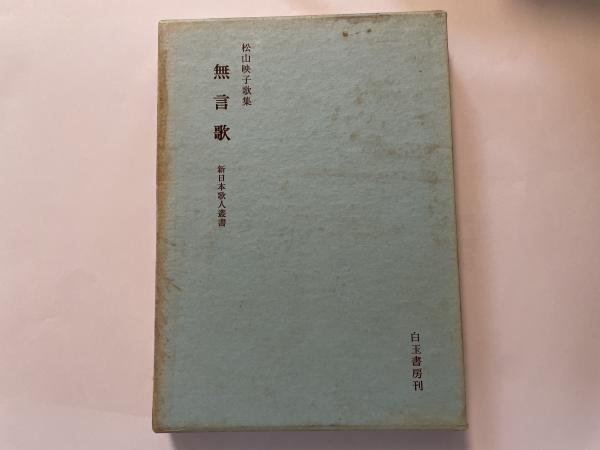 松山映子歌集
無言歌
新日本歌人叢書
白玉書房刊